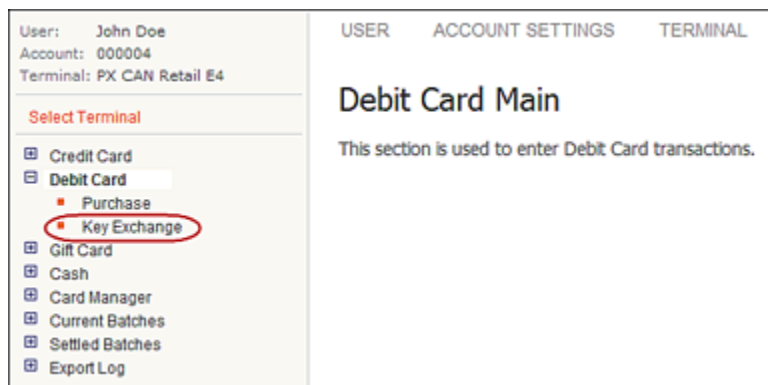 User: John Doe
Account: 000004
Terminal: PX CAN Retail E4
Select Terminal
Credit Card
Debit Card
Purchase
Key Exchange
Gift Card
Cash
Card Manager
Current Batches
Settled Batches
Export Log
USER ACCOUNT SETTINGS TERMINAL
Debit Card Main
This section is used to enter Debit Card transactions.